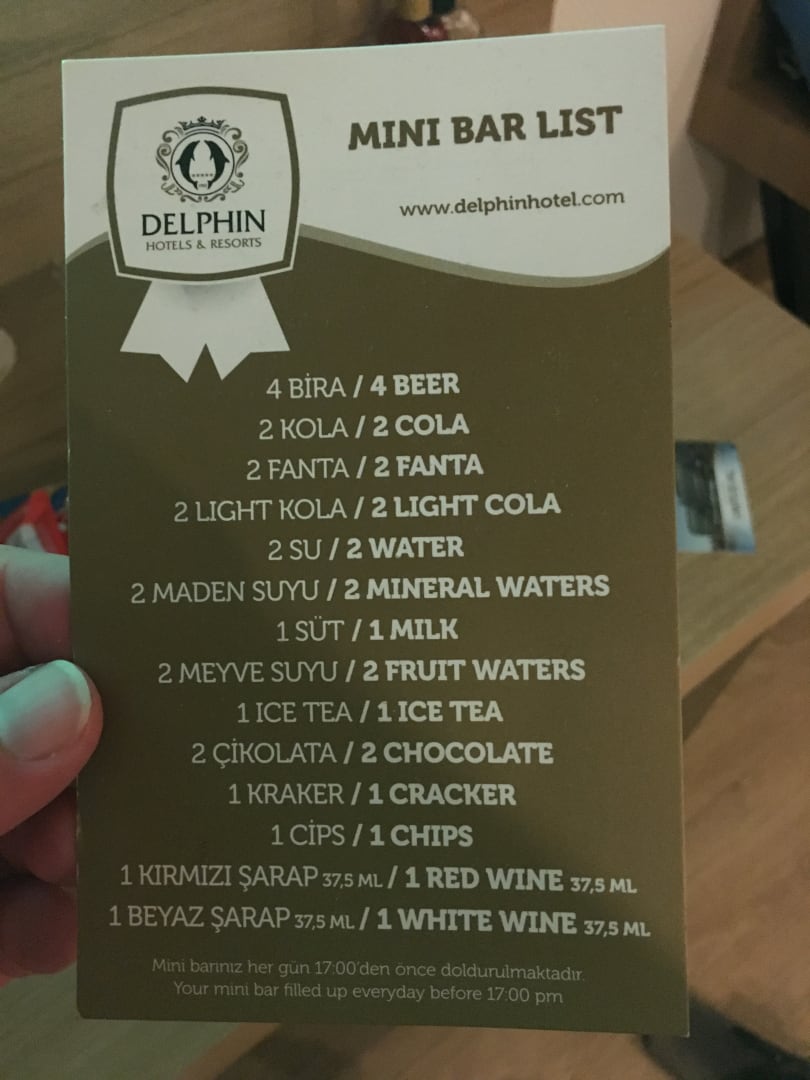 MINI BAR LIST
www.delphinhotel.com
DELPHIN
HOTELS & RESORTS
4 BİRA / 4 BEER
2 KOLA / 2 COLA
2 FANTA / 2 FANTA
2 LIGHT KOLA / 2 LIGHT COLA
2 SU / 2 WATER
2 MADEN SUYU / 2 MINERAL WATERS
1 SÜT / 1 MILK
2 MEYVE SUYU / 2 FRUIT WATERS
1 ICE TEA / 1 ICE TEA
2 ÇİKOLATA / 2 CHOCOLATE
1 KRAKER / 1 CRACKER
1 CİPS / 1 CHIPS
1 KIRMIZI ŞARAP 37,5 ML / 1 RED WINE 37,5 ML
1 BEYAZ ŞARAP 37,5 ML / 1 WHITE WINE 37,5 ML
Mini barınız her gün 17:00'den önce doldurulmaktadır.
Your mini bar filled up everyday before 17:00 pm